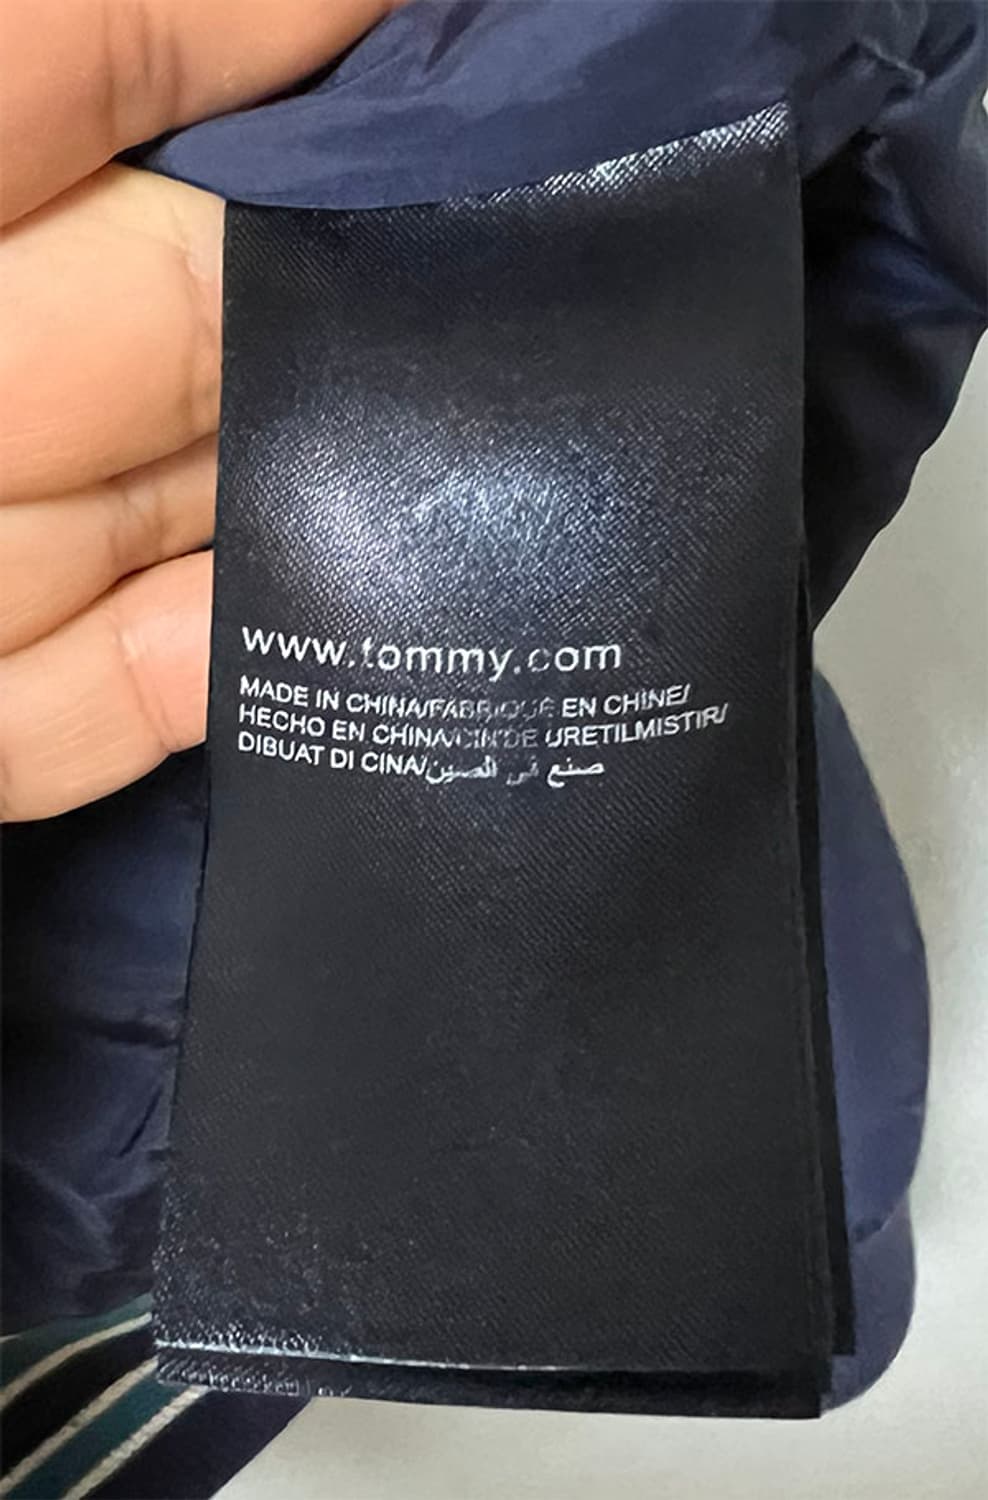 www.tommy.com
MADE IN CHINA/FABRIQUÉ EN CHINE/
HECHO EN CHINA/CIN'DE URETILMISTIR/
DIBUAT DI CINA/صنع في الصين